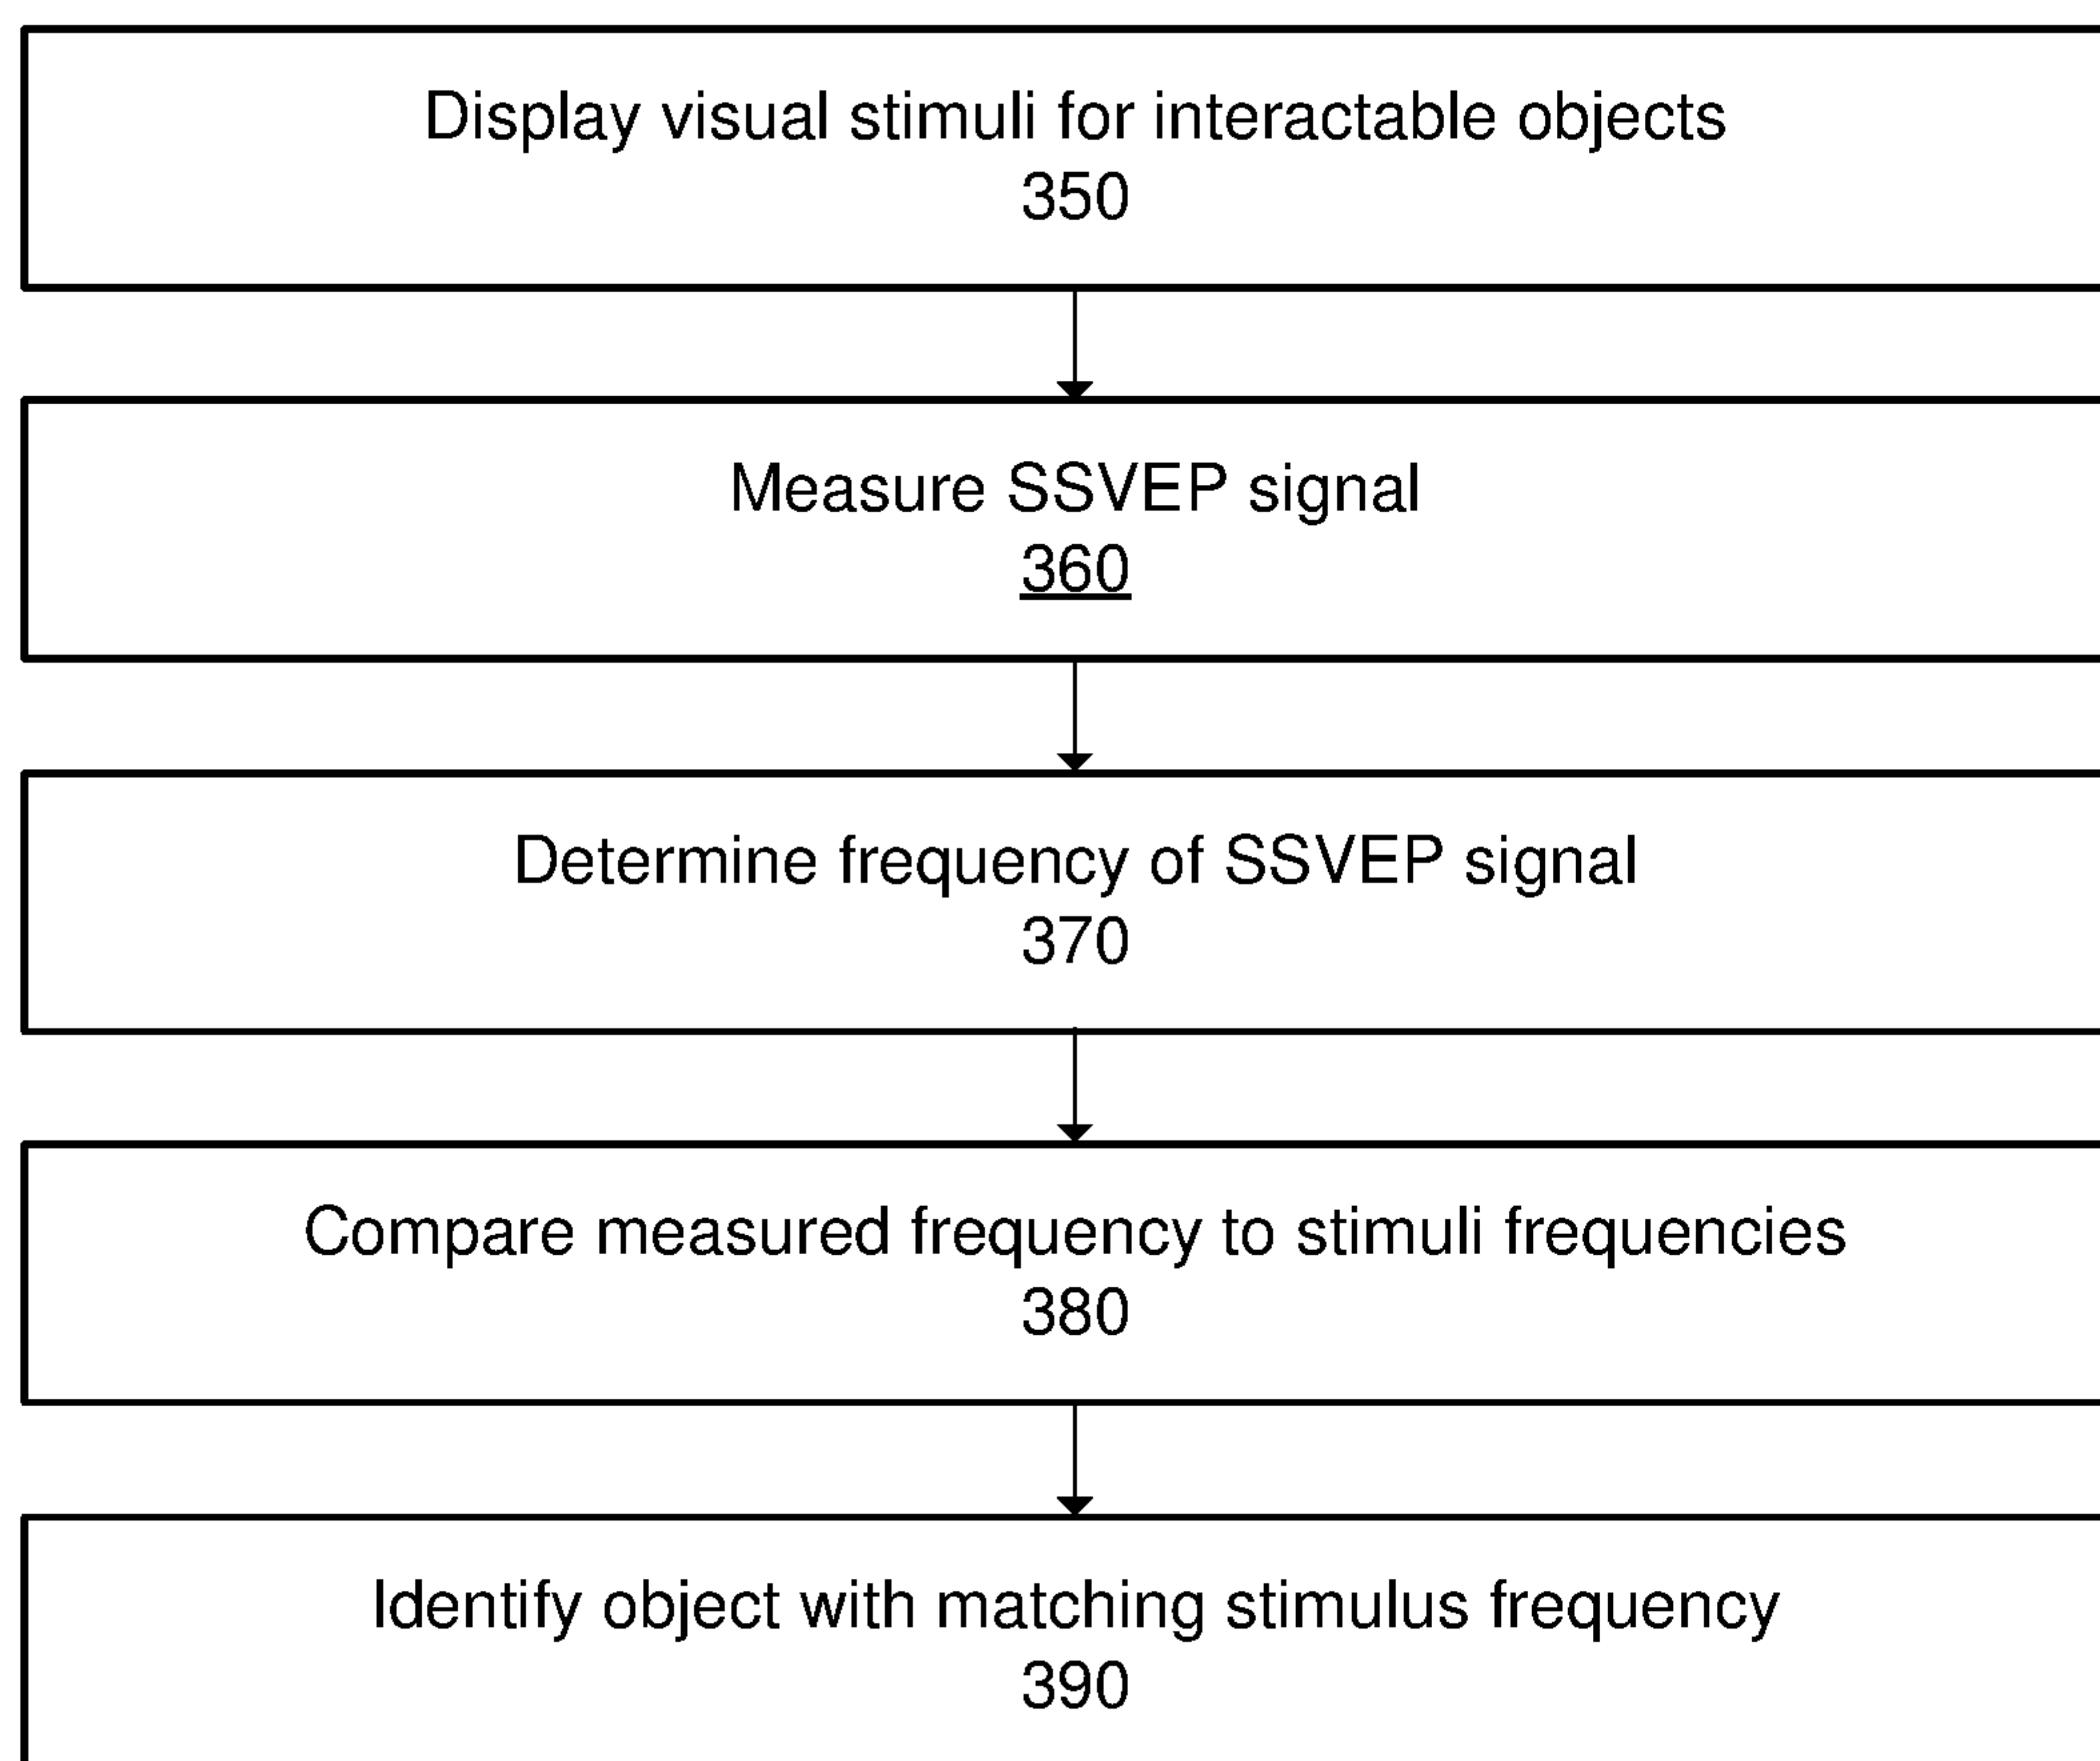 Display visual stimuli for interactable objects
350
Measure SSVEP signal
360
Determine frequency of SSVEP signal
370
Compare measured frequency to stimuli frequencies
380
Identify object with matching stimulus frequency
390